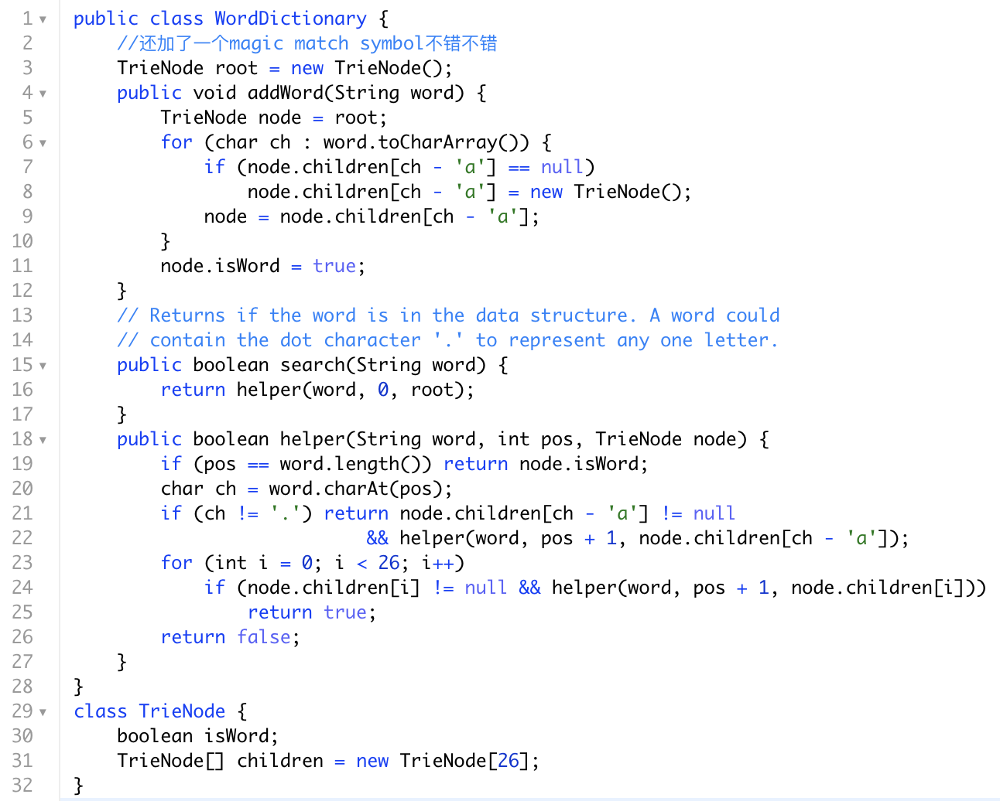 1 public class WordDictionary {
2     //还加了一个magic match symbol不错不错
3     TrieNode root = new TrieNode();
4     public void addWord(String word) {
5         TrieNode node = root;
6         for (char ch : word.toCharArray()) {
7             if (node.children[ch - 'a'] == null)
8                 node.children[ch - 'a'] = new TrieNode();
9             node = node.children[ch - 'a'];
10         }
11         node.isWord = true;
12     }
13     // Returns if the word is in the data structure. A word could
14     // contain the dot character '.' to represent any one letter.
15     public boolean search(String word) {
16         return helper(word, 0, root);
17     }
18     public boolean helper(String word, int pos, TrieNode node) {
19         if (pos == word.length()) return node.isWord;
20         char ch = word.charAt(pos);
21         if (ch != '.') return node.children[ch - 'a'] != null
22                            && helper(word, pos + 1, node.children[ch - 'a']);
23         for (int i = 0; i < 26; i++)
24             if (node.children[i] != null && helper(word, pos + 1, node.children[i]))
25                 return true;
26         return false;
27     }
28 }
29 class TrieNode {
30     boolean isWord;
31     TrieNode[] children = new TrieNode[26];
32 }